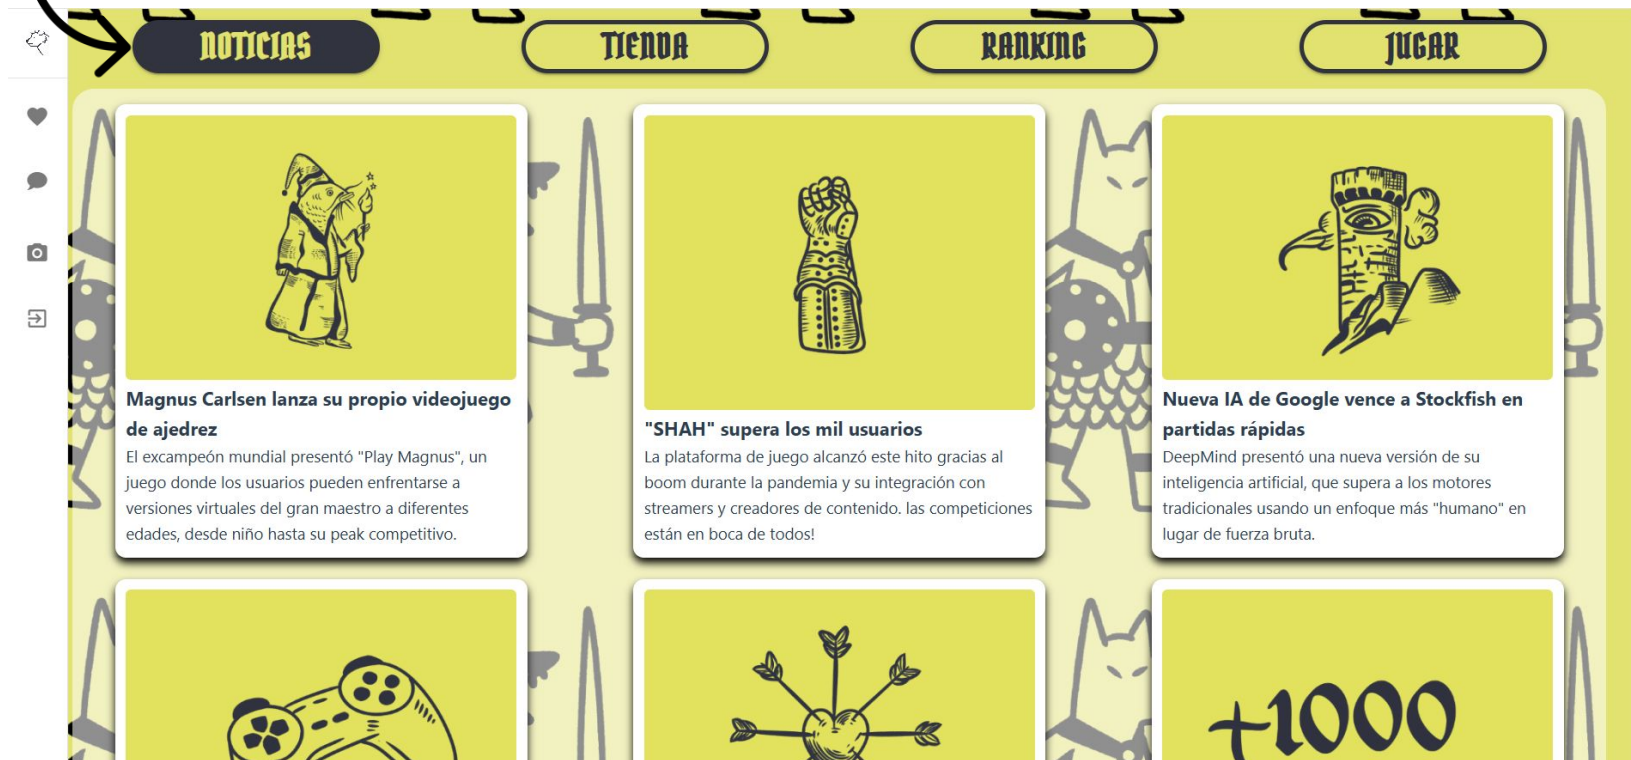 NOTICIAS
TIENDA
RANKING
JUGAR
Magnus Carlsen lanza su propio videojuego
de ajedrez
El excampeón mundial presentó "Play Magnus", un
juego donde los usuarios pueden enfrentarse a
versiones virtuales del gran maestro a diferentes
edades, desde niño hasta su peak competitivo.
"SHAH" supera los mil usuarios
La plataforma de juego alcanzó este hito gracias al
boom durante la pandemia y su integración con
streamers y creadores de contenido. las competiciones
están en boca de todos!
Nueva IA de Google vence a Stockfish en
partidas rápidas
DeepMind presentó una nueva versión de su
inteligencia artificial, que supera a los motores
tradicionales usando un enfoque más "humano" en
lugar de fuerza bruta.
+1000